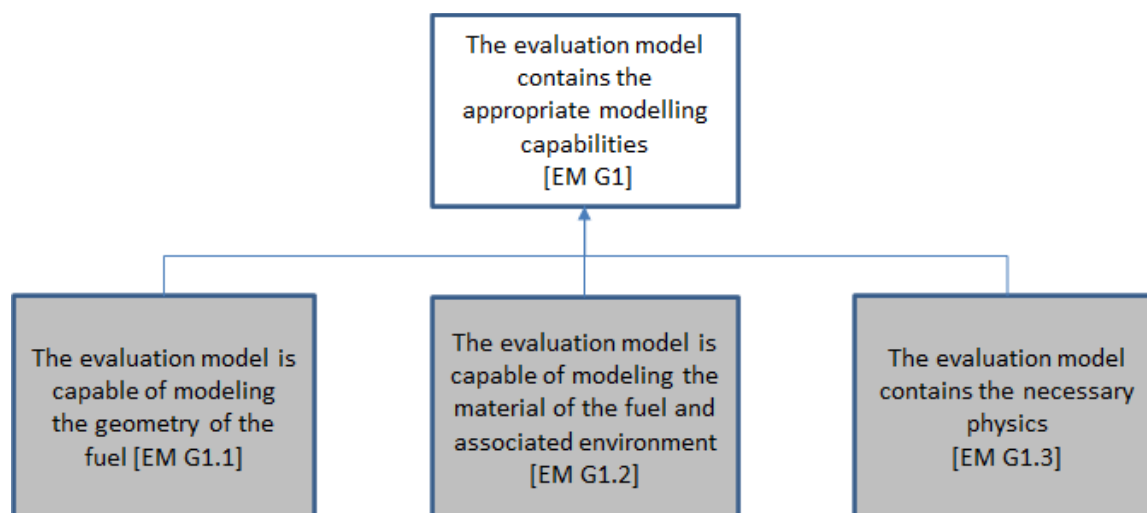 The evaluation model
contains the
appropriate modelling
capabilities
[EM G1]
The evaluation model is
capable of modeling
the geometry of the
fuel [EM G1.1]
The evaluation model is
capable of modeling the
material of the fuel and
associated environment
[EM G1.2]
The evaluation model
contains the necessary
physics
[EM G1.3]